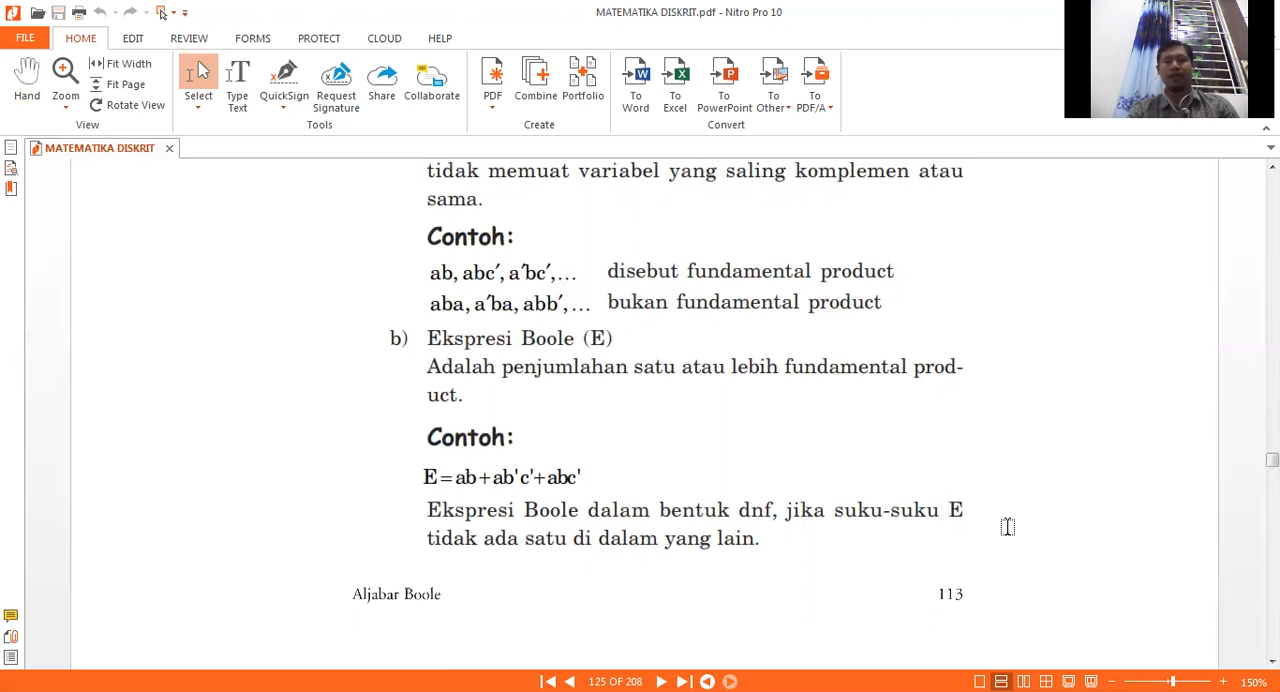 MATEMATIKA DISKRIT.pdf - Nitro Pro 10
FILE HOME EDIT REVIEW FORMS PROTECT CLOUD HELP
Hand
Zoom
Fit Width
Fit Page
Rotate View
View
Select
Type Text
QuickSign
Request Signature
Share
Collaborate
Tools
PDF
Combine
Portfolio
Create
To Word
To Excel
To PowerPoint
To Other
To PDF/A
Convert
MATEMATIKA DISKRIT
tidak memuat variabel yang saling komplemen atau
sama.
Contoh:
ab, abc′, a′bc′,… disebut fundamental product
aba, a′ba, abb′,… bukan fundamental product
b) Ekspresi Boole (E)
Adalah penjumlahan satu atau lebih fundamental prod-
uct.
Contoh:
E=ab+ab'c'+abc'
Ekspresi Boole dalam bentuk dnf, jika suku-suku E
tidak ada satu di dalam yang lain.
Aljabar Boole 113
125 OF 208
150%